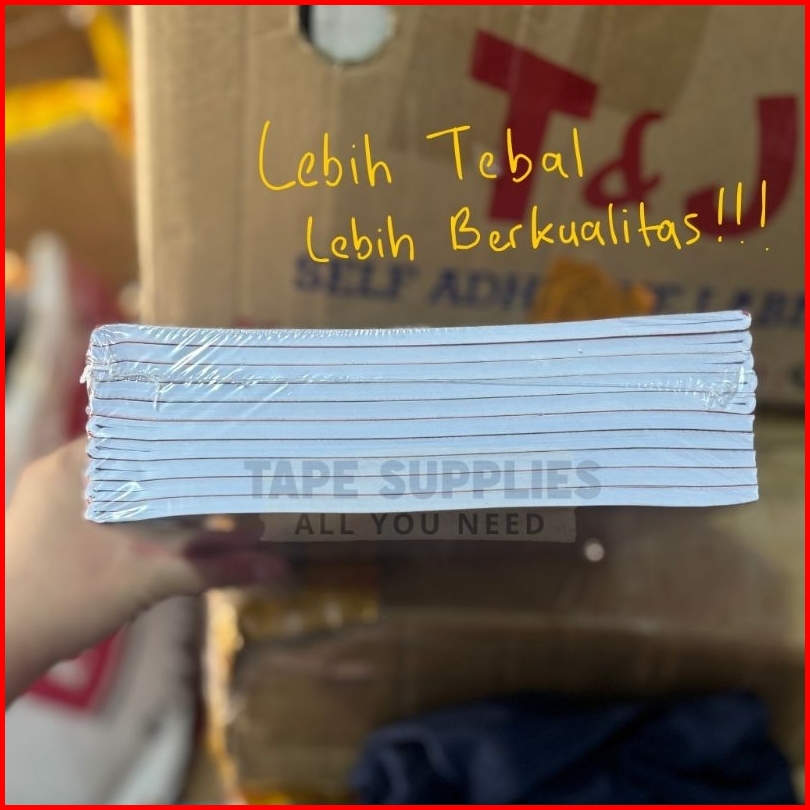 T & J
Lebih Tebal
Lebih Berkualitas!!!
SELF ADH
TAPE SUPPLIES
ALL YOU NEED